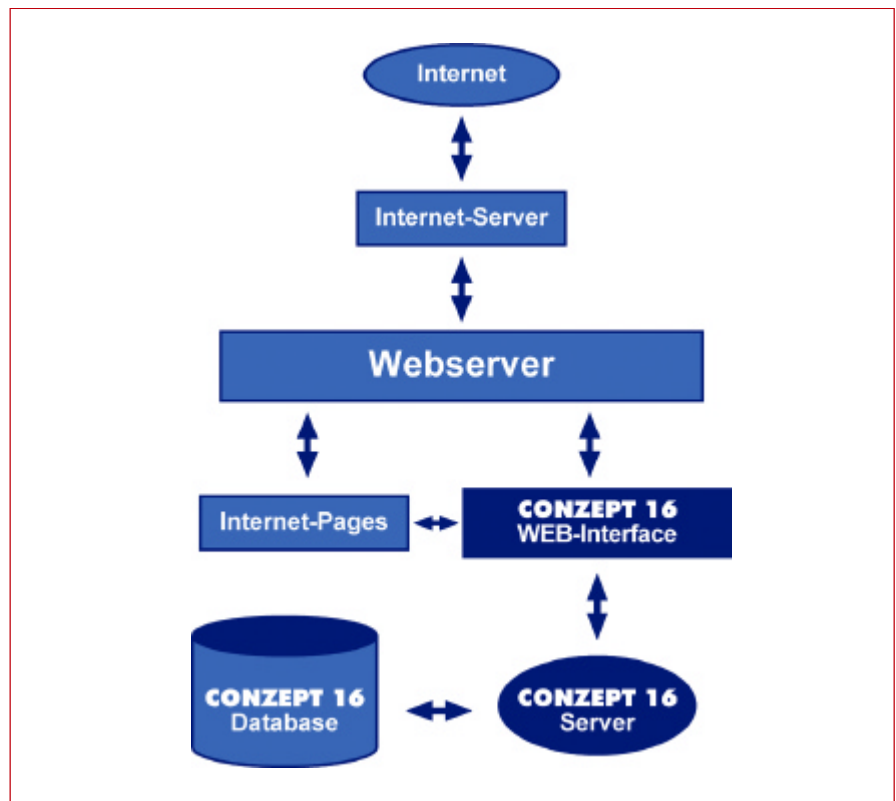 Internet
Internet-Server
Webserver
Internet-Pages
CONZEPT 16
WEB-Interface
CONZEPT 16
Database
CONZEPT 16
Server